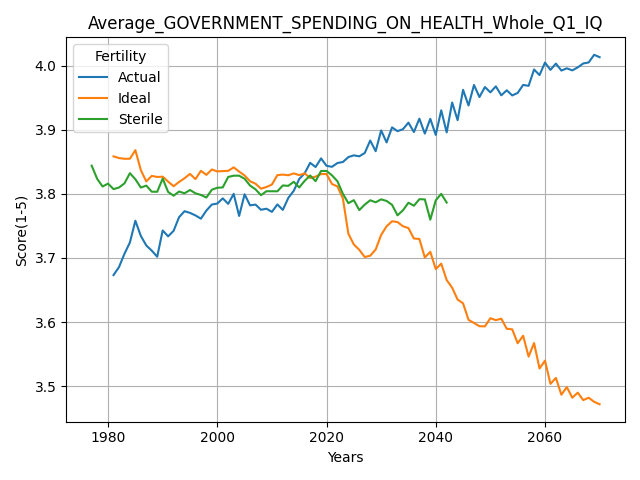 Average_GOVERNMENT_SPENDING_ON_HEALTH_Whole_Q1_IQ
Fertility
Actual
Ideal
Sterile
4.0
3.9
3.8
3.7
3.6
3.5
Score(1-5)
1980 2000 2020 2040 2060
Years